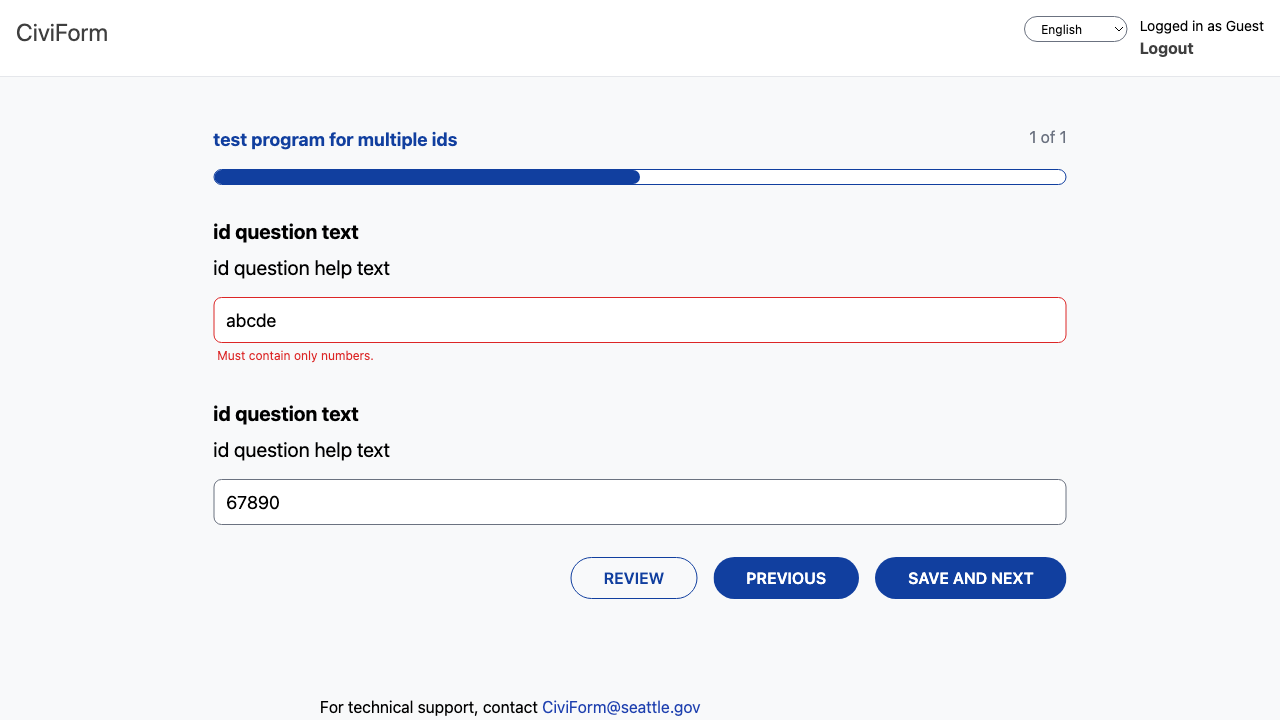 CiviForm
English
Logged in as Guest
Logout
test program for multiple ids
1 of 1
id question text
id question help text
abcde
Must contain only numbers.
id question text
id question help text
67890
REVIEW
PREVIOUS
SAVE AND NEXT
For technical support, contact CiviForm@seattle.gov